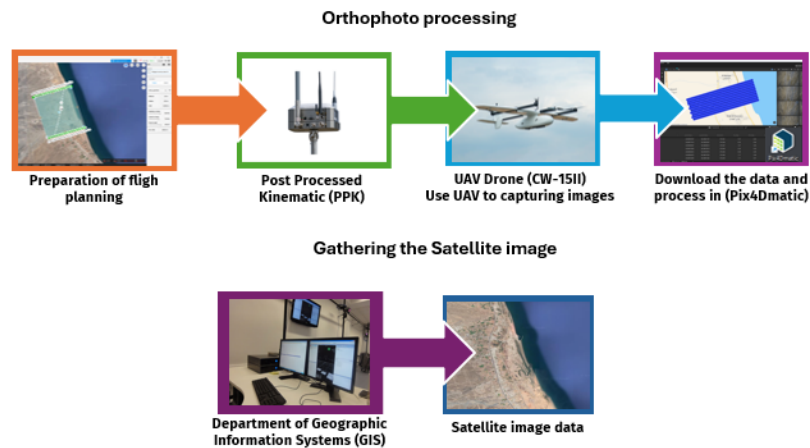 Orthophoto processing
Preparation of fligh
planning
Post Processed
Kinematic (PPK)
UAV Drone (CW-15II)
Use UAV to capturing images
Pix4Dmatic
Download the data and
process in (Pix4Dmatic)
Gathering the Satellite image
Department of Geographic
Information Systems (GIS)
Satellite image data